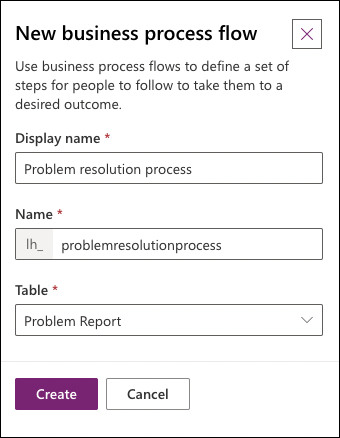 New business process flow
Use business process flows to define a set of
steps for people to follow to take them to a
desired outcome.
Display name *
Problem resolution process
Name *
lh_ problemresolutionprocess
Table *
Problem Report
Create Cancel